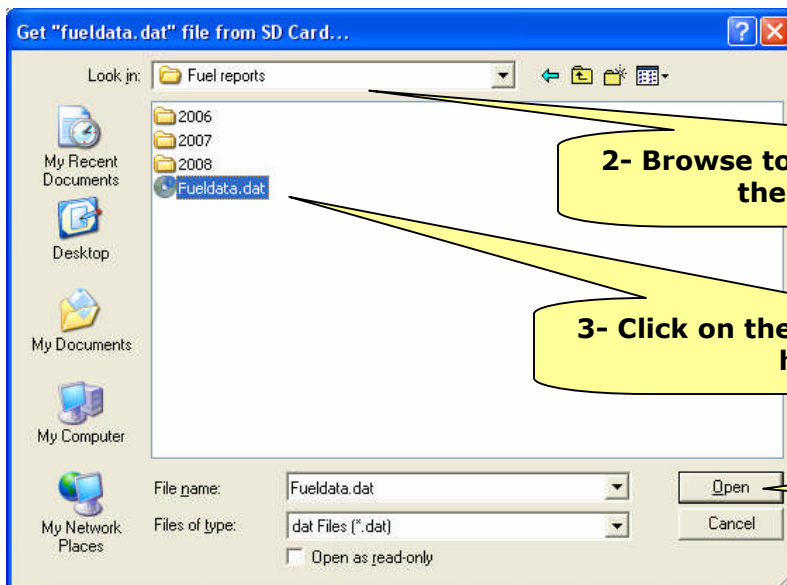 Get "fueldata.dat" file from SD Card...
Look in:
Fuel reports
My Recent
Documents
Desktop
My Documents
My Computer
My Network
Places
2006
2007
2008
Fueldata.dat
2- Browse to
the
3- Click on the
File name:
Fueldata.dat
Open
Files of type:
dat Files (*.dat)
Cancel
Open as read-only